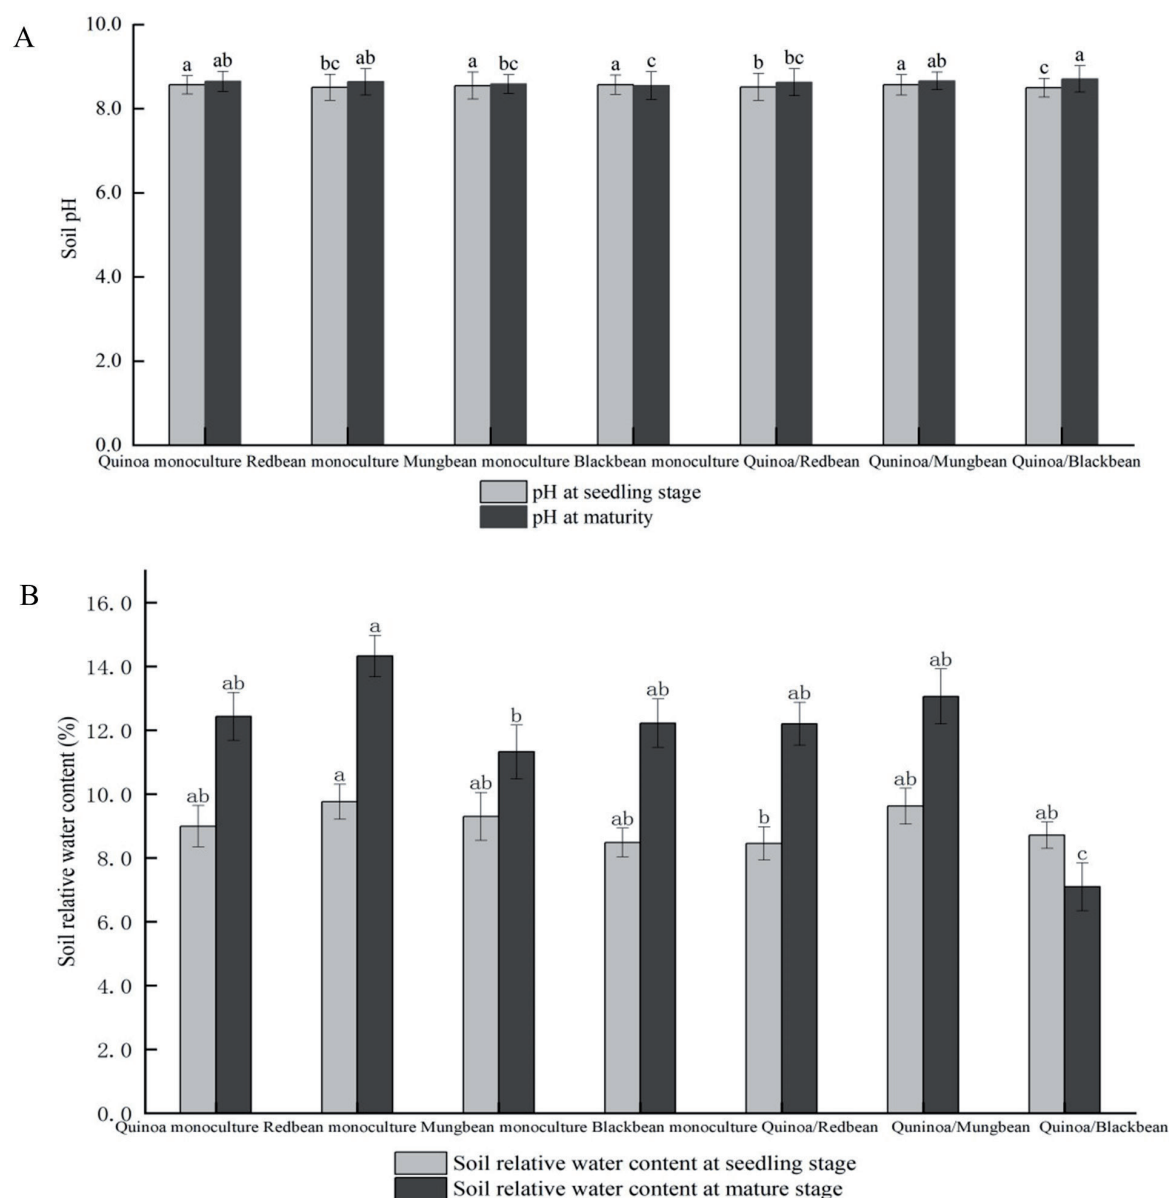 A
10.0
a ab bc ab a bc a c b bc a ab c a
8.0
6.0
Soil pH
4.0
2.0
0.0
Quinoa monoculture Redbean monoculture Mungbean monoculture Blackbean monoculture Quinoa/Redbean Quninoa/Mungbean Quinoa/Blackbean
pH at seedling stage
pH at maturity
B
16.0
a
14.0
ab ab ab ab
12.0
b
Soil relative water content (%)
10.0
ab a ab ab b ab ab
8.0
c
6.0
4.0
2.0
0.0
Quinoa monoculture Redbean monoculture Mungbean monoculture Blackbean monoculture Quinoa/Redbean Quninoa/Mungbean Quinoa/Blackbean
Soil relative water content at seedling stage
Soil relative water content at mature stage